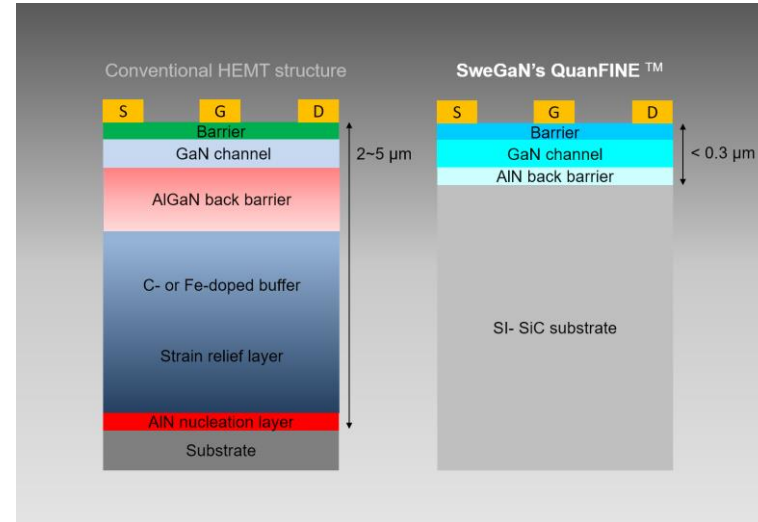 Conventional HEMT structure
S G D
Barrier
GaN channel
AlGaN back barrier
C- or Fe-doped buffer
Strain relief layer
AlN nucleation layer
Substrate
2~5 μm
SweGaN's QuanFINE ™
S G D
Barrier
GaN channel
AlN back barrier
SI- SiC substrate
< 0.3 μm